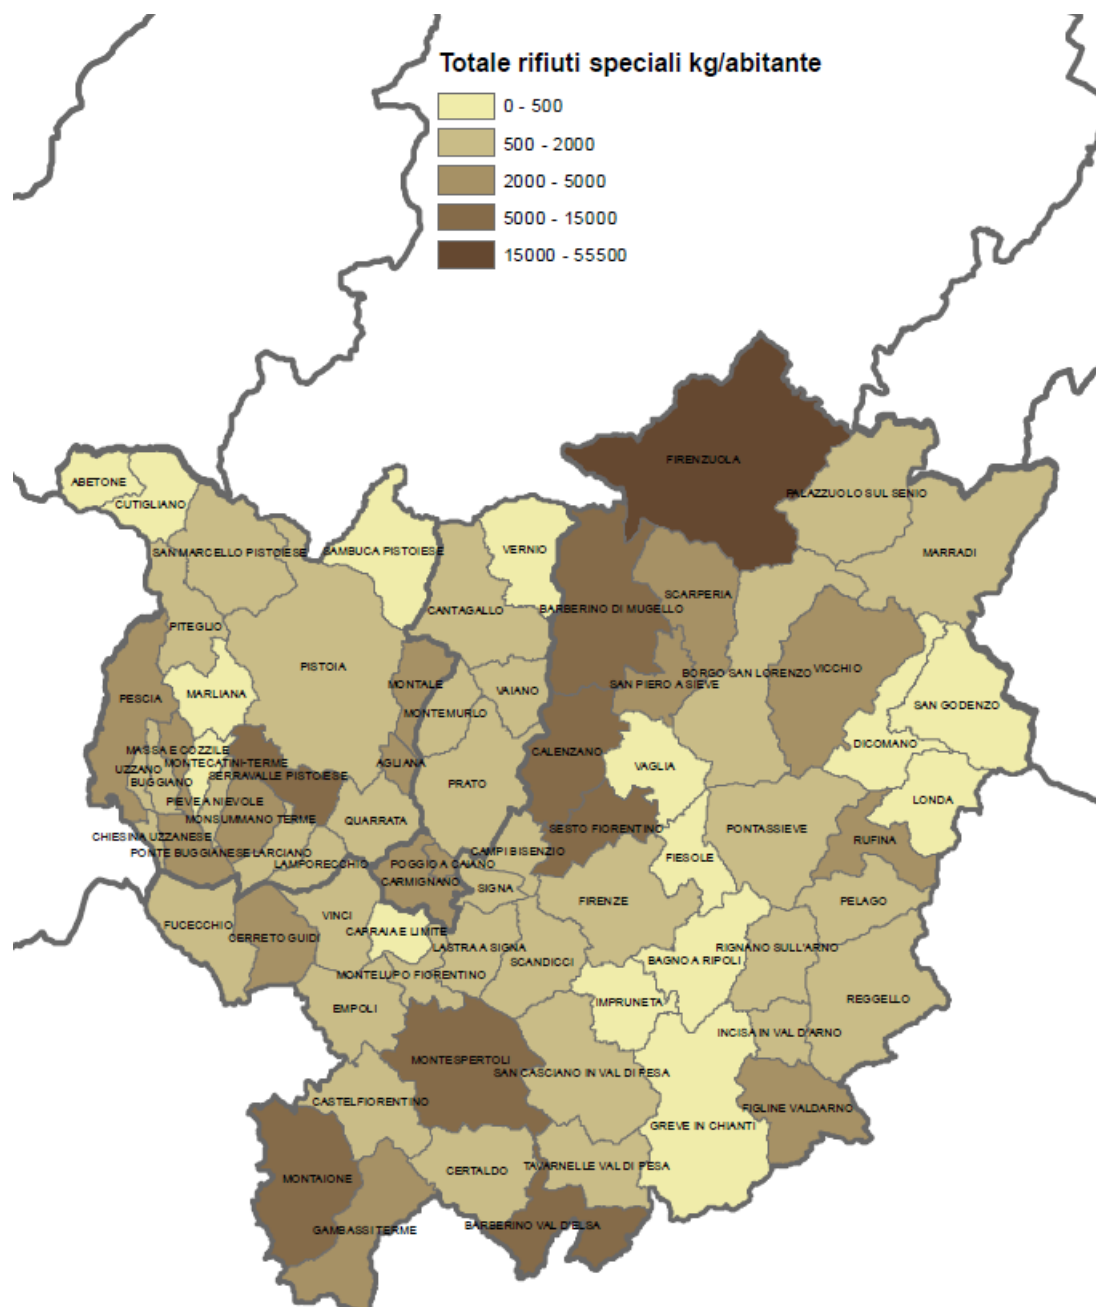 Totale rifiuti speciali kg/abitante
0 - 500
500 - 2000
2000 - 5000
5000 - 15000
15000 - 55500
FIRENZUOLA
ABETONE
CUTIGLIANO
PALAZZUOLO SUL SENIO
SAN MARCELLO PISTOIESE
SAMBUCA PISTOIESE
VERNIO
MARRADI
SCARPERIA
CANTAGALLO
BARBERINO DI MUGELLO
PITEGLIO
PISTOIA
VICCHIO
BORGO SAN LORENZO
MONTALE
SAN PIERO A SIEVE
VAIANO
PESCIA
MARLIANA
SAN GODENZO
MONTEMURLO
DICOMANO
MASSA E COZZILE
CALENZANO
MONTECATINI-TERME
AGLIANA
VAGLIA
UZZANO
SERRAVALLE PISTOIESE
BUGGIANO
PRATO
LONDA
PIEVE A NIEVOLE
MONSUMMANO TERME
QUARRATA
SESTO FIORENTINO
PONTASSIEVE
CHIESINA UZZANESE
RUFINA
PONTE BUGGIANESE
LARCIANO
CAMPI BISENZIO
FIESOLE
LAMPORECCHIO
POGGIO A CAIANO
CARMIGNANO
SIGNA
FIRENZE
PELAGO
VINCI
FUCECCHIO
CERRETO GUIDI
CAPRAIA E LIMITE
LASTRA A SIGNA
RIGNANO SULL'ARNO
SCANDICCI
BAGNO A RIPOLI
MONTELUPO FIORENTINO
IMPRUNETA
REGGELLO
EMPOLI
INCISA IN VAL D'ARNO
MONTESPERTOLI
SAN CASCIANO IN VAL DI PESA
CASTELFIORENTINO
FIGLINE VALDARNO
GREVE IN CHIANTI
TAVARNELLE VAL DI PESA
CERTALDO
MONTAIONE
BARBERINO VAL D'ELSA
GAMBASSI TERME